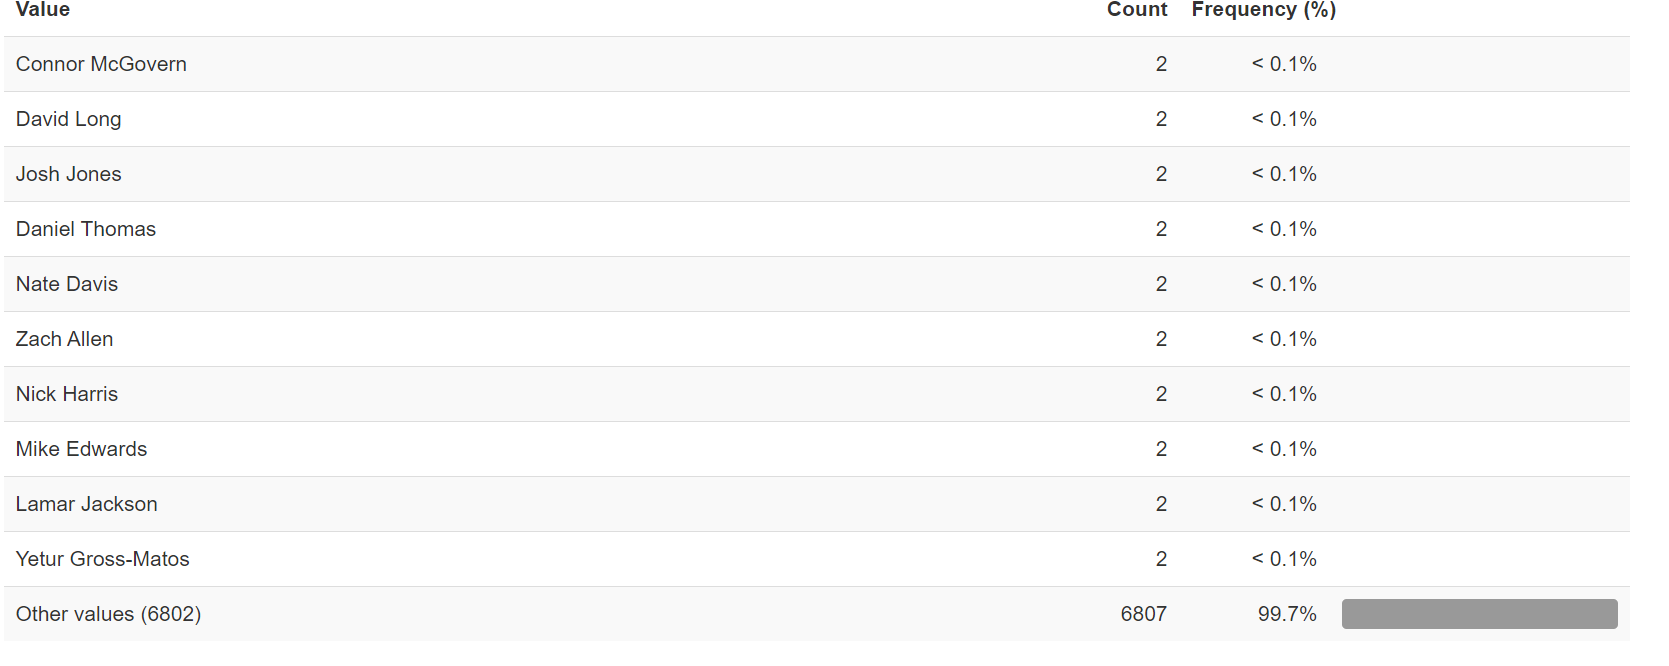 Value Count Frequency (%)
Connor McGovern 2 < 0.1%
David Long 2 < 0.1%
Josh Jones 2 < 0.1%
Daniel Thomas 2 < 0.1%
Nate Davis 2 < 0.1%
Zach Allen 2 < 0.1%
Nick Harris 2 < 0.1%
Mike Edwards 2 < 0.1%
Lamar Jackson 2 < 0.1%
Yetur Gross-Matos 2 < 0.1%
Other values (6802) 6807 99.7%